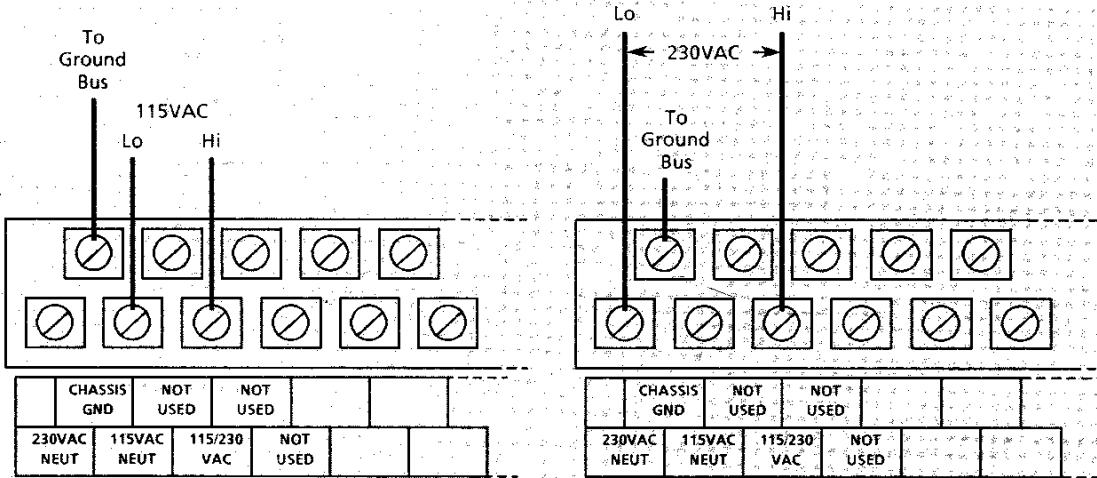 To
Ground
Bus
115VAC
Lo Hi
CHASSIS GND
NOT USED
NOT USED
230VAC NEUT
115VAC NEUT
115/230 VAC
NOT USED
Lo Hi
230VAC
To
Ground
Bus
CHASSIS GND
NOT USED
NOT USED
230VAC NEUT
115VAC NEUT
115/230 VAC
NOT USED